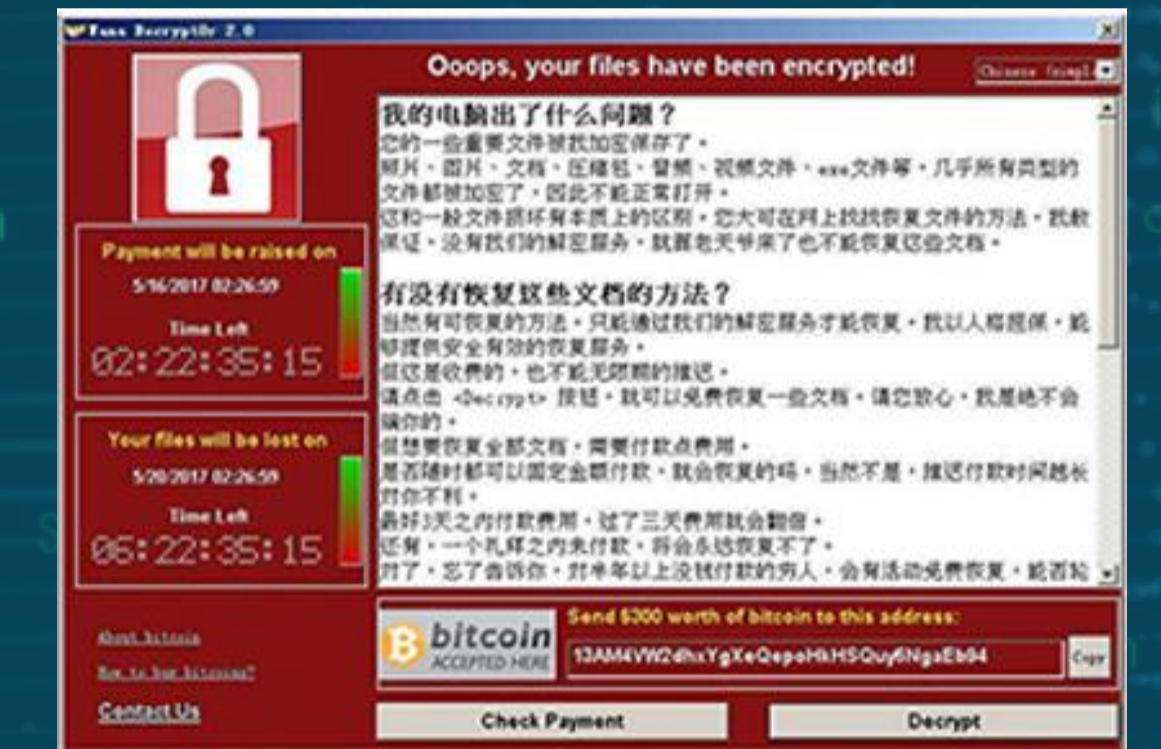 Wana Decrypt0r 2.0
Ooops, your files have been encrypted!
Chinese (simpl
我的电脑出了什么问题？
您的一些重要文件被我加密保存了。
照片、图片、文档、压缩包、音频、视频文件、exe文件等，几乎所有类型的
文件都被加密了，因此不能正常打开。
这和一般文件损坏有本质上的区别。您大可在网上找找恢复文件的方法，我敢
保证，没有我们的解密服务，就算老天爷来了也不能恢复这些文档。
有没有恢复这些文档的方法？
当然有可恢复的方法。只能通过我们的解密服务才能恢复。我以人格担保，能
够提供安全有效的恢复服务。
但这是收费的，也不能无限期的推迟。
请点击 <Decrypt> 按钮，就可以免费恢复一些文档。请您放心，我是绝不会
骗你的。
但想要恢复全部文档，需要付款点费用。
是否随时都可以固定金额付款，就会恢复的吗，当然不是，推迟付款时间越长
对你不利。
最好3天之内付款费用，过了三天费用就会翻倍。
还有，一个礼拜之内未付款，将会永远恢复不了。
对了，忘了告诉你，对半年以上没钱付款的穷人，会有活动免费恢复，能否轮
Payment will be raised on
5/16/2017 02:26:59
Time Left
02:22:35:15
Your files will be lost on
5/20/2017 02:26:59
Time Left
06:22:35:15
About bitcoin
How to buy bitcoins?
Contact Us
bitcoin
ACCEPTED HERE
Send $300 worth of bitcoin to this address:
Copy
Check Payment
Decrypt